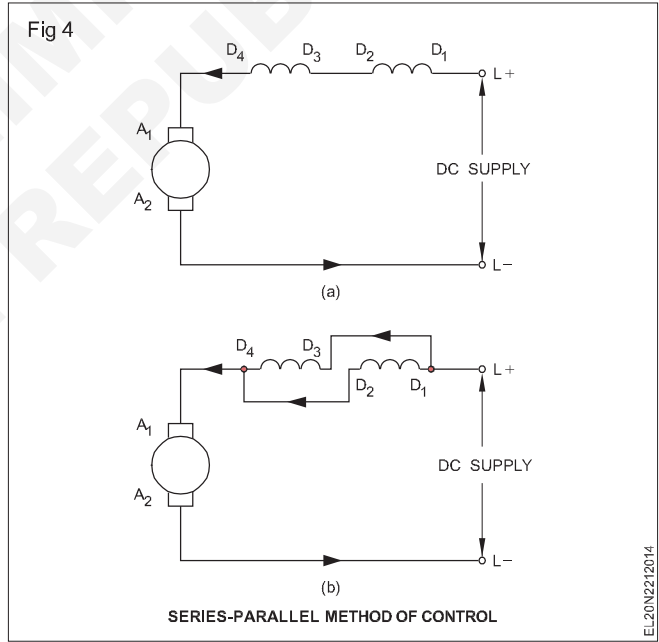 Fig 4
D4 D3 D2 D1
L+
A1
A2
DC SUPPLY
L−
(a)
D4 D3
L+
D2 D1
A1
A2
DC SUPPLY
L−
(b)
SERIES-PARALLEL METHOD OF CONTROL
EL20N2212014